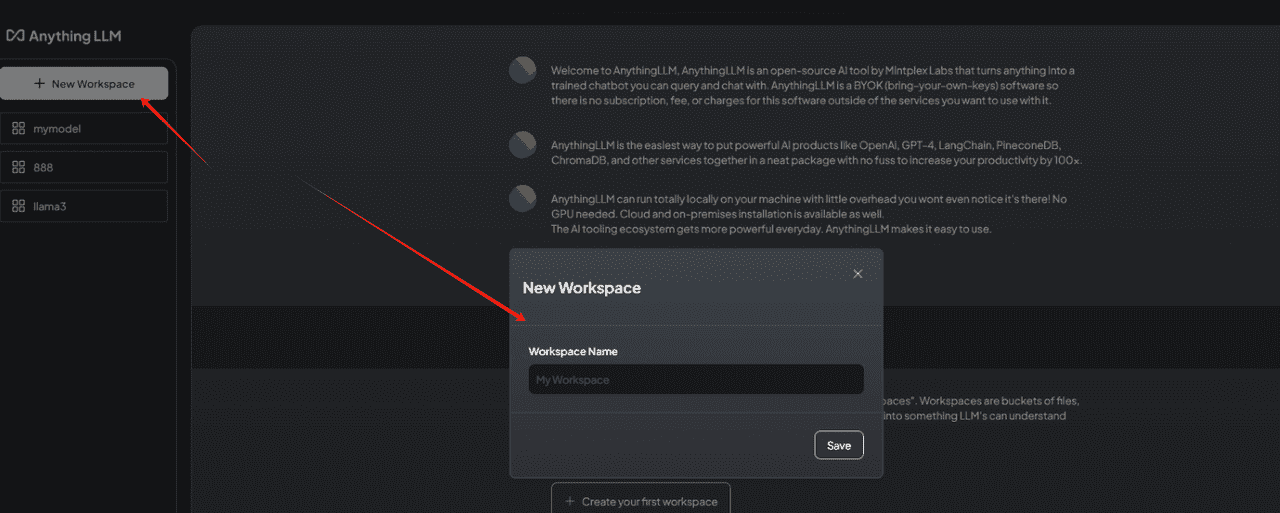 Anything LLM
+ New Workspace
mymodel
888
llama3
Welcome to AnythingLLM, AnythingLLM is an open-source AI tool by Mintplex Labs that turns anything into a
trained chatbot you can query and chat with. AnythingLLM is a BYOK (bring-your-own-keys) software so
there is no subscription, fee, or charges for this software outside of the services you want to use with it.
AnythingLLM is the easiest way to put powerful AI products like OpenAi, GPT-4, LangChain, PineconeDB,
ChromaDB, and other services together in a neat package with no fuss to increase your productivity by 100x.
AnythingLLM can run totally locally on your machine with little overhead you wont even notice it's there! No
GPU needed. Cloud and on-premises installation is available as well.
The AI tooling ecosystem gets more powerful everyday. AnythingLLM makes it easy to use.
New Workspace
Workspace Name
My Workspace
Save
paces". Workspaces are buckets of files,
into something LLM's can understand
+ Create your first workspace